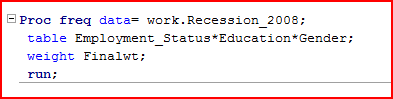 Proc freq data= work.Recession_2008;
table Employment_Status*Education*Gender;
weight Finalwt;
run;